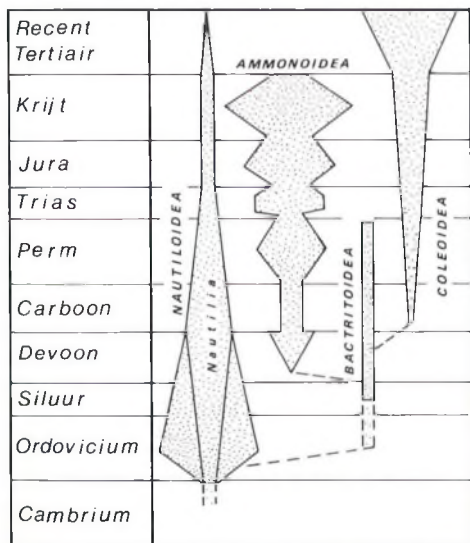 Recent
Tertiair
Krijt
Jura
Trias
Perm
Carboon
Devoon
Siluur
Ordovicium
Cambrium
NAUTILOIDEA
Nautilia
AMMONOIDEA
BACTRITOIDEA
COLEOIDEA